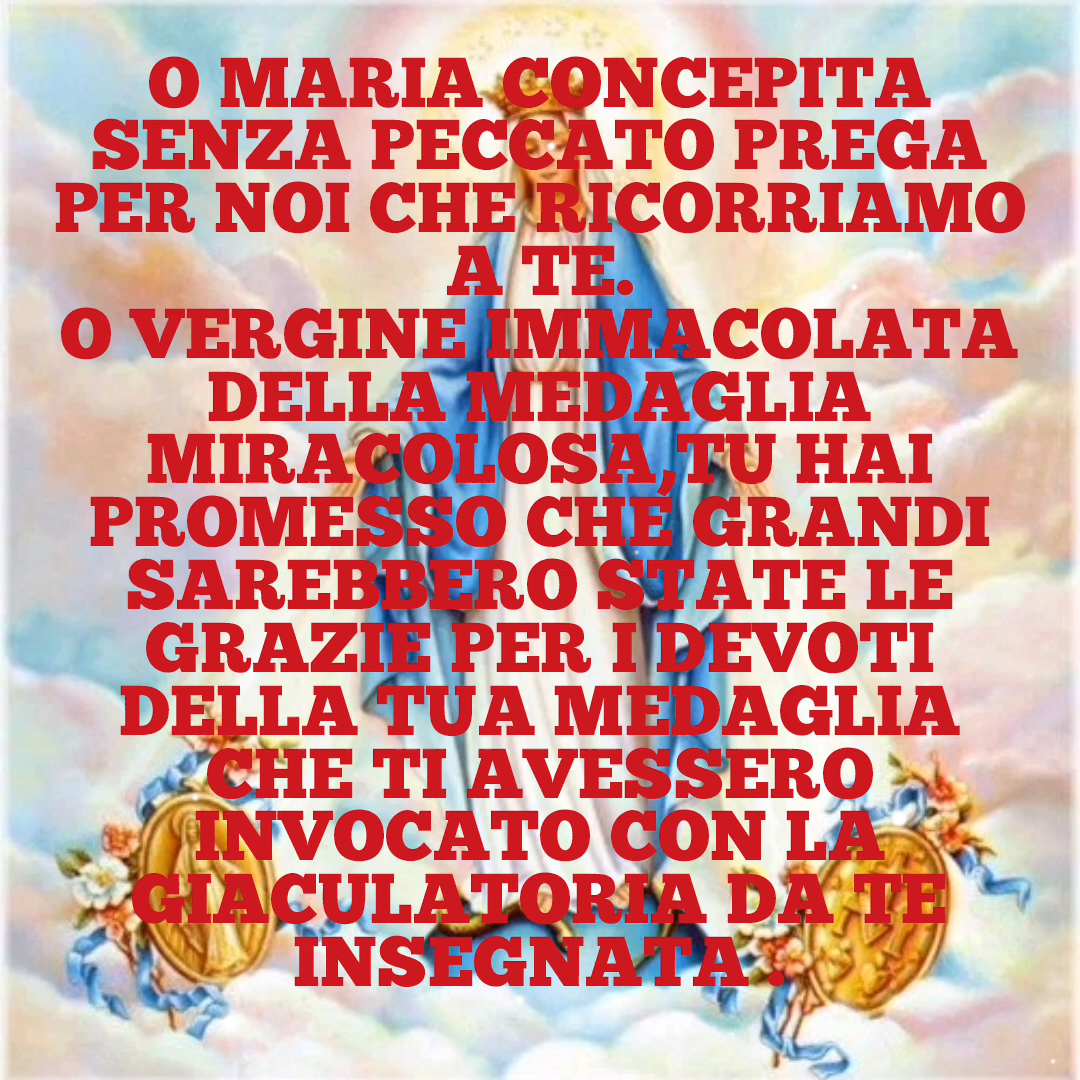 O MARIA CONCEPITA
SENZA PECCATO PREGA
PER NOI CHE RICORRIAMO
A TE.
O VERGINE IMMACOLATA
DELLA MEDAGLIA
MIRACOLOSA,TU HAI
PROMESSO CHE GRANDI
SAREBBERO STATE LE
GRAZIE PER I DEVOTI
DELLA TUA MEDAGLIA
CHE TI AVESSERO
INVOCATO CON LA
GIACULATORIA DA TE
INSEGNATA .